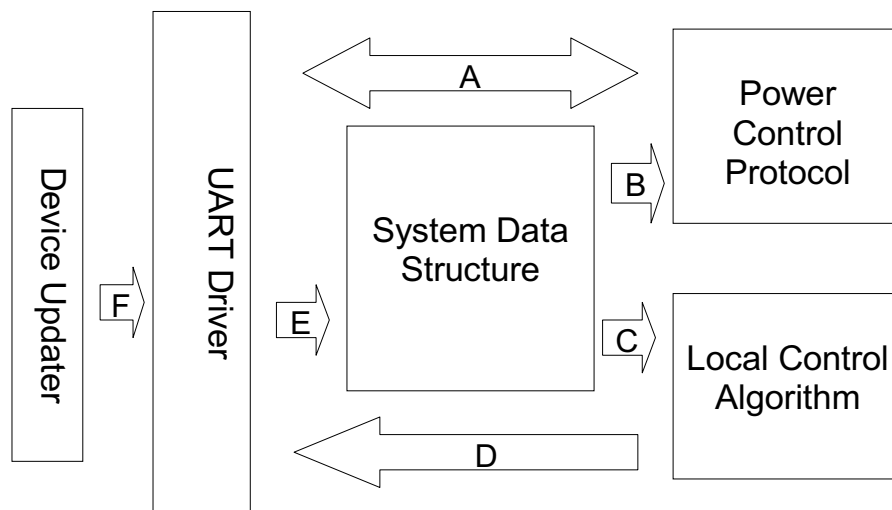 Device Updater
F
UART Driver
E
A
System Data
Structure
B
C
D
Power
Control
Protocol
Local Control
Algorithm